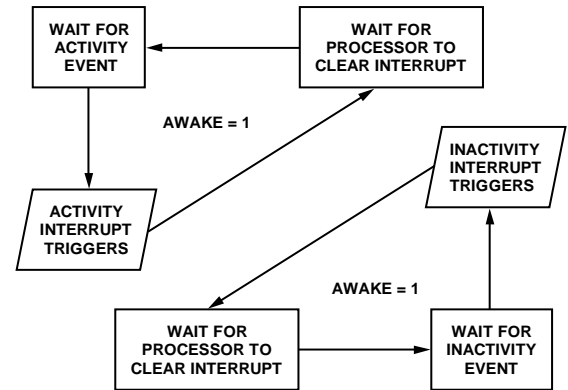 WAIT FOR
ACTIVITY
EVENT
WAIT FOR
PROCESSOR TO
CLEAR INTERRUPT
AWAKE = 1
ACTIVITY
INTERRUPT
TRIGGERS
INACTIVITY
INTERRUPT
TRIGGERS
AWAKE = 1
WAIT FOR
PROCESSOR TO
CLEAR INTERRUPT
WAIT FOR
INACTIVITY
EVENT